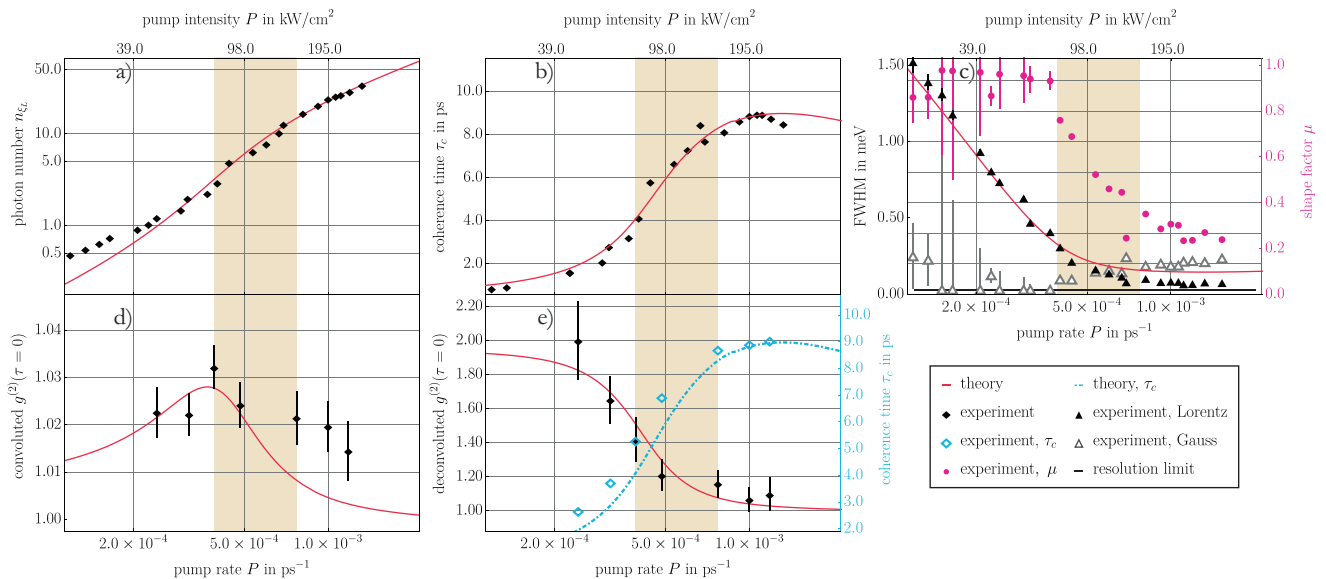 pump intensity P in kW/cm²
pump intensity P in kW/cm²
pump intensity P in kW/cm²
39.0 98.0 195.0
39.0 98.0 195.0
39.0 98.0 195.0
a)
photon number n_ξL
50.0
10.0
5.0
1.0
0.5
b)
coherence time τ_c in ps
10.0
8.0
6.0
4.0
2.0
c)
FWHM in meV
1.50
1.00
0.50
0.00
1.0
0.8
0.6
0.4
0.2
0.0
shape factor μ
2.0 × 10⁻⁴ 5.0 × 10⁻⁴ 1.0 × 10⁻³
pump rate P in ps⁻¹
d)
convoluted g⁽²⁾(τ = 0)
1.04
1.03
1.02
1.01
1.00
2.0 × 10⁻⁴ 5.0 × 10⁻⁴ 1.0 × 10⁻³
pump rate P in ps⁻¹
e)
deconvoluted g⁽²⁾(τ = 0)
2.20
2.00
1.80
1.60
1.40
1.20
1.00
10.0
9.0
8.0
7.0
6.0
5.0
4.0
3.0
2.0
coherence time τ_c in ps
2.0 × 10⁻⁴ 5.0 × 10⁻⁴ 1.0 × 10⁻³
pump rate P in ps⁻¹
theory theory, τ_c
experiment experiment, Lorentz
experiment, τ_c experiment, Gauss
experiment, μ resolution limit